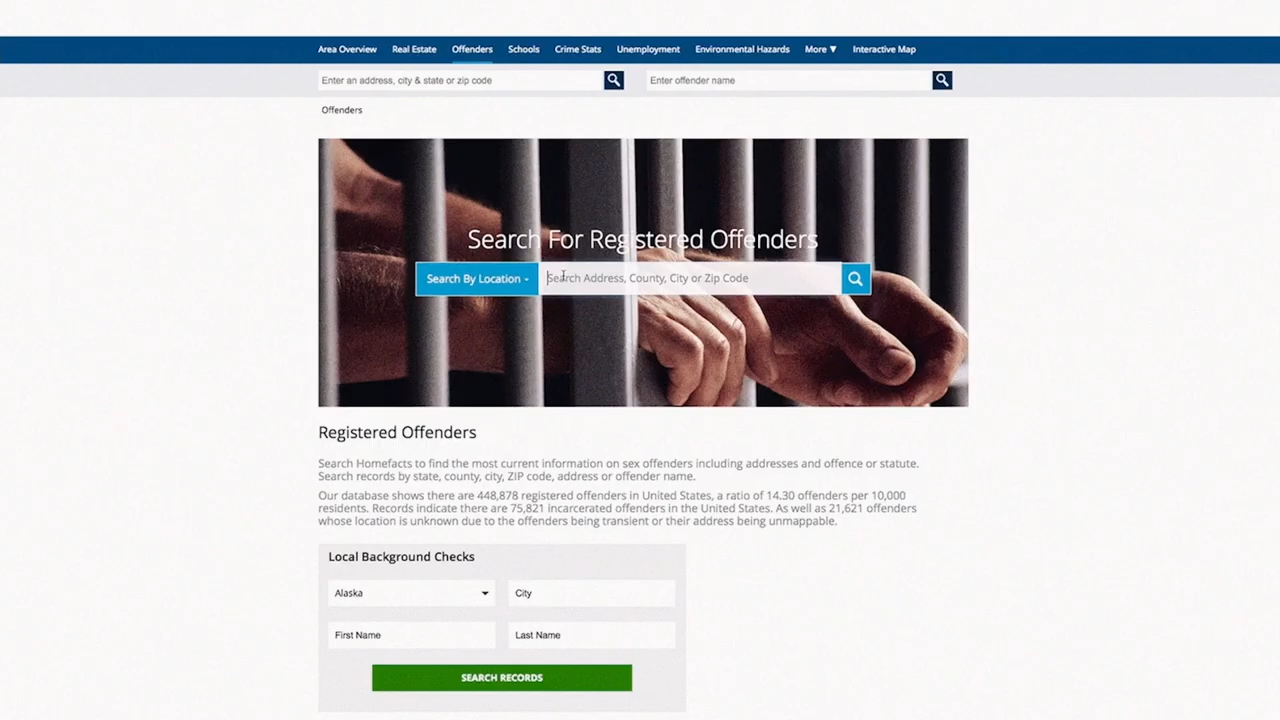 Area Overview Real Estate Offenders Schools Crime Stats Unemployment Environmental Hazards More ▼ Interactive Map
Enter an address, city & state or zip code Enter offender name
Offenders
Search For Registered Offenders
Search By Location - Search Address, County, City or Zip Code
Registered Offenders
Search Homefacts to find the most current information on sex offenders including addresses and offence or statute.
Search records by state, county, city, ZIP code, address or offender name.
Our database shows there are 448,878 registered offenders in United States, a ratio of 14.30 offenders per 10,000
residents. Records indicate there are 75,821 incarcerated offenders in the United States. As well as 21,621 offenders
whose location is unknown due to the offenders being transient or their address being unmappable.
Local Background Checks
Alaska City
First Name Last Name
SEARCH RECORDS